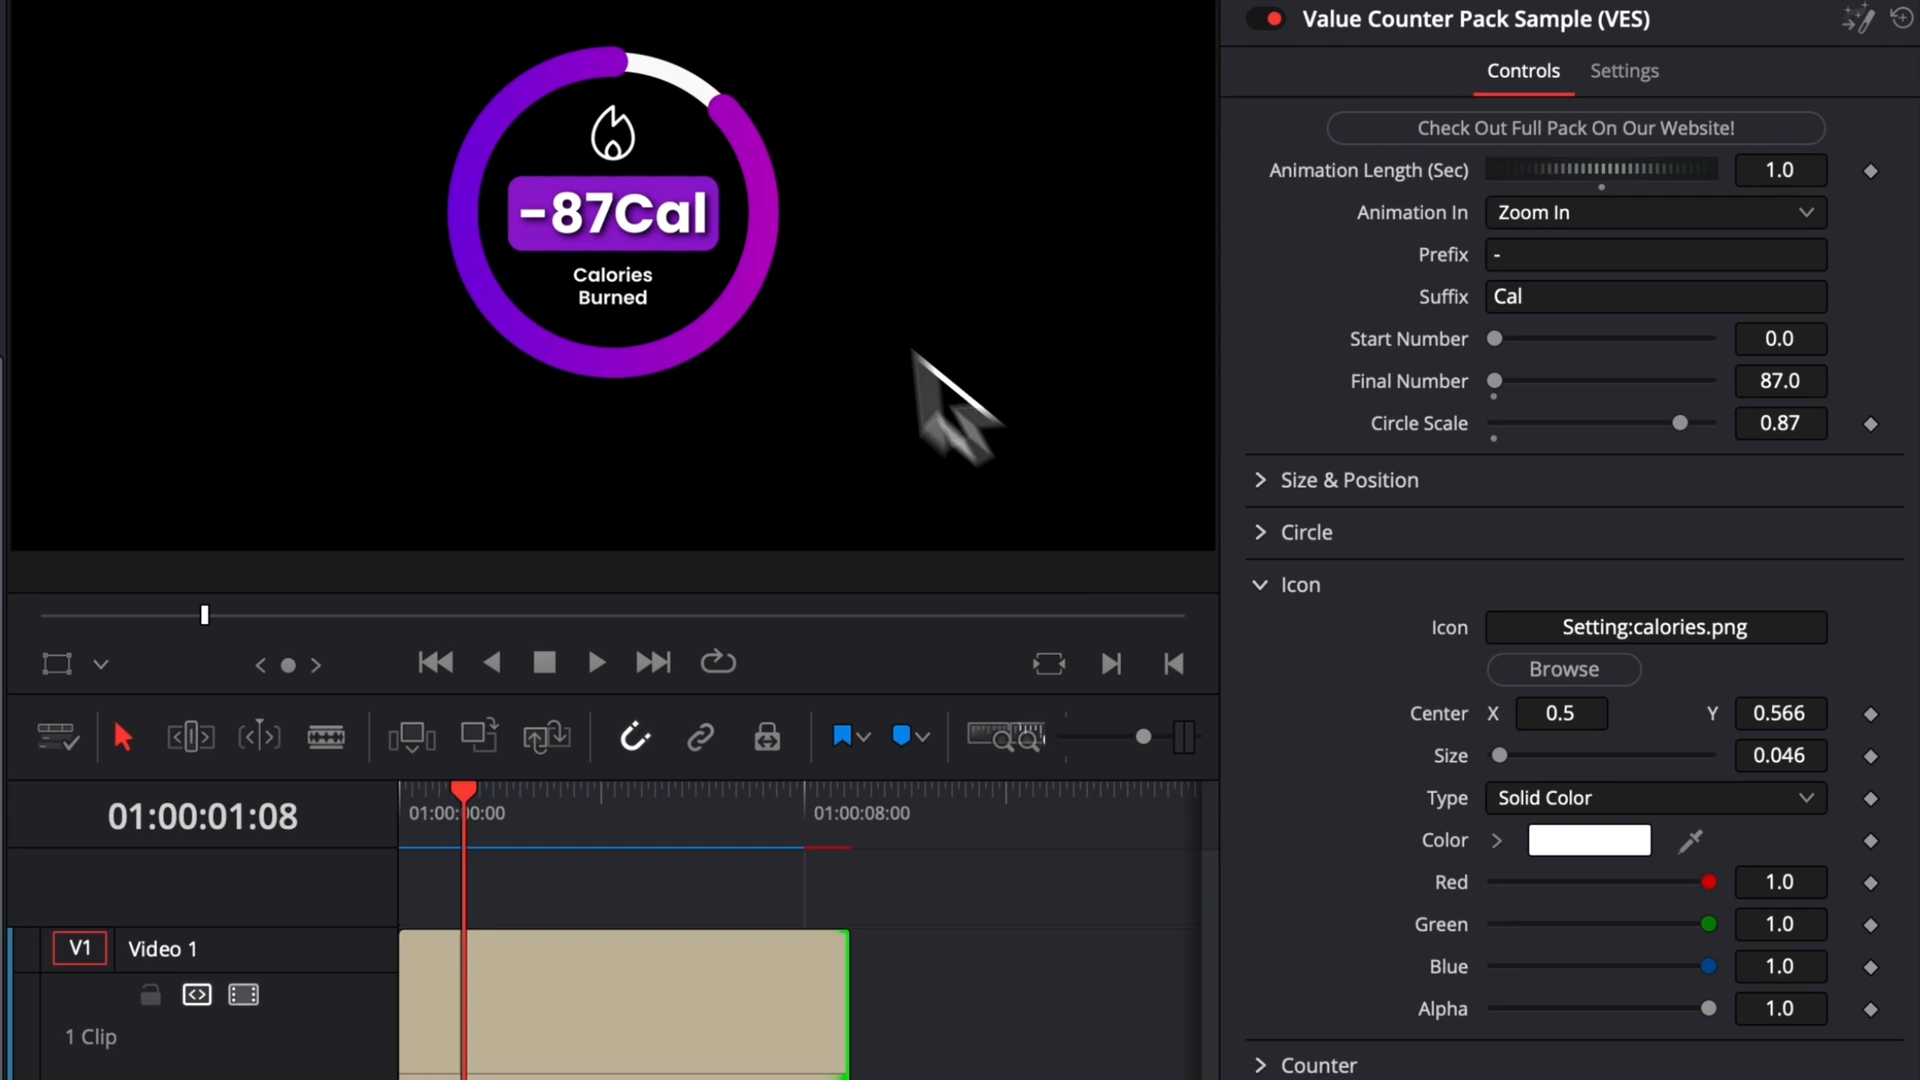 Value Counter Pack Sample (VES)
Controls Settings
Check Out Full Pack On Our Website!
Animation Length (Sec) 1.0
Animation In Zoom In
Prefix -
Suffix Cal
Start Number 0.0
Final Number 87.0
Circle Scale 0.87
Size & Position
Circle
Icon
Icon Setting:calories.png
Browse
Center X 0.5 Y 0.566
Size 0.046
Type Solid Color
Color
Red 1.0
Green 1.0
Blue 1.0
Alpha 1.0
Counter
-87Cal
Calories
Burned
01:00:01:08
01:00:00:00
01:00:08:00
V1 Video 1
1 Clip